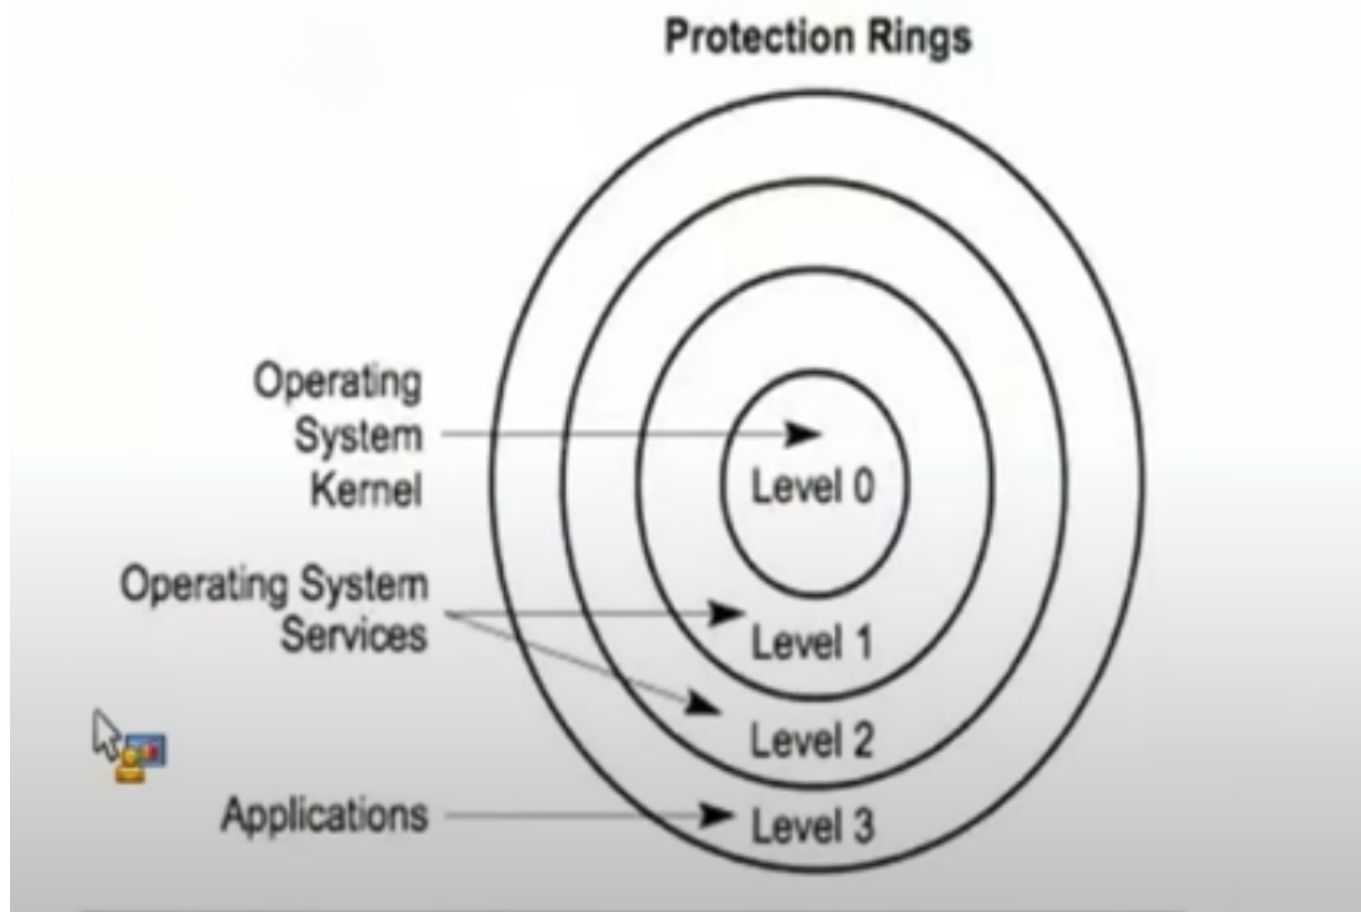 Protection Rings
Operating
System
Kernel
Level 0
Operating System
Services
Level 1
Level 2
Applications
Level 3